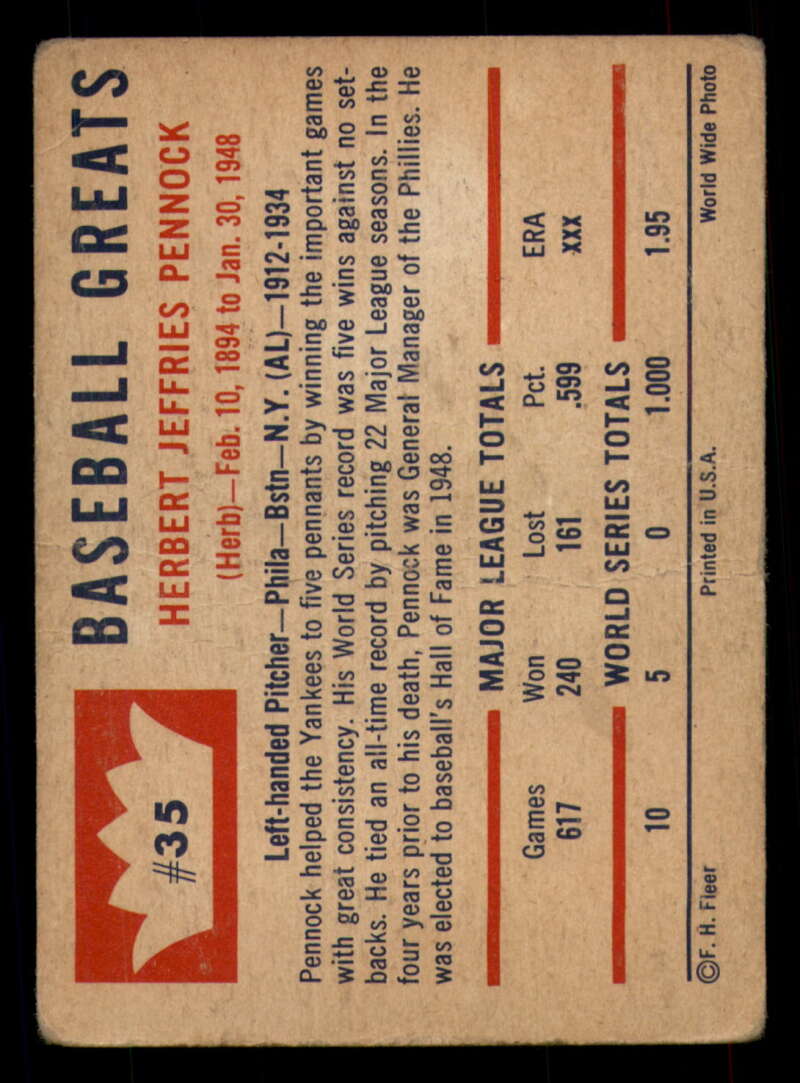 #35
BASEBALL GREATS
HERBERT JEFFRIES PENNOCK
(Herb)—Feb. 10, 1894 to Jan. 30, 1948
Left-handed Pitcher—Phila—Bstn—N.Y. (AL)—1912-1934
Pennock helped the Yankees to five pennants by winning the important games
with great consistency. His World Series record was five wins against no set-
backs. He tied an all-time record by pitching 22 Major League seasons. In the
four years prior to his death, Pennock was General Manager of the Phillies. He
was elected to baseball's Hall of Fame in 1948.
MAJOR LEAGUE TOTALS
Games Won Lost Pct. ERA
617 240 161 .599 XXX
WORLD SERIES TOTALS
10 5 0 1.000 1.95
©F. H. Fleer Printed in U.S.A. World Wide Photo